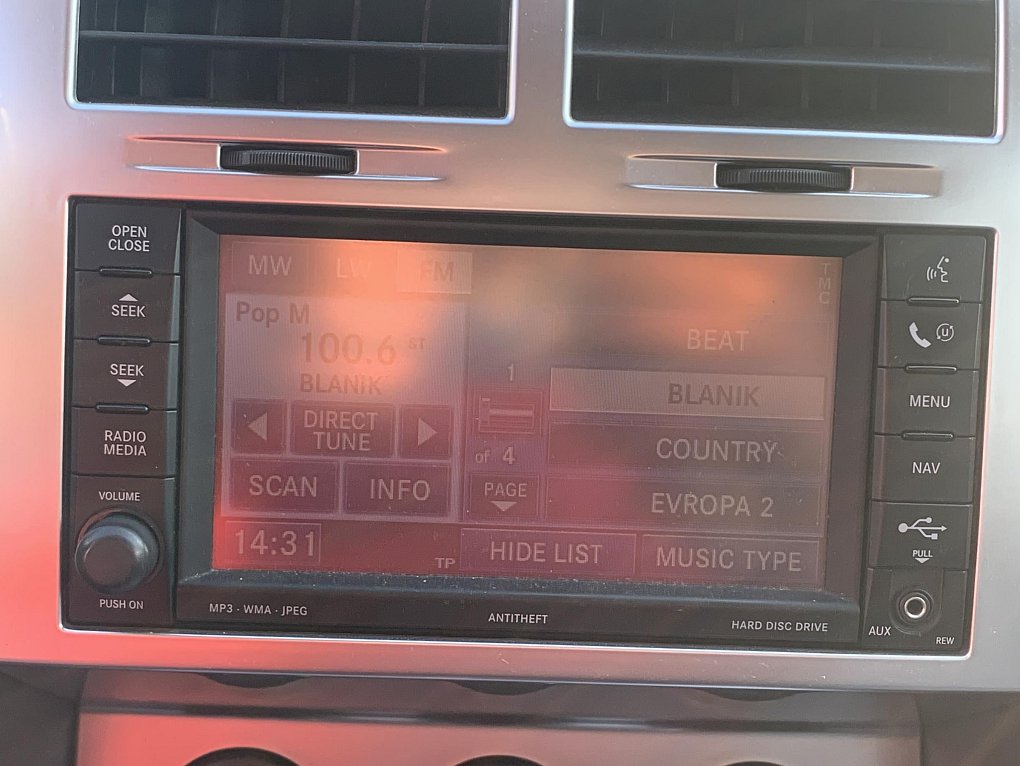 OPEN
CLOSE
SEEK
SEEK
RADIO
MEDIA
VOLUME
PUSH ON
MW LW FM
Pop M
100.6 ST
BLANIK
DIRECT
TUNE
SCAN INFO
14:31
TP
1
of 4
PAGE
TMC
BEAT
BLANIK
COUNTRY
EVROPA 2
HIDE LIST MUSIC TYPE
MP3 · WMA · JPEG
ANTITHEFT
HARD DISC DRIVE
MENU
NAV
PULL
AUX
REW